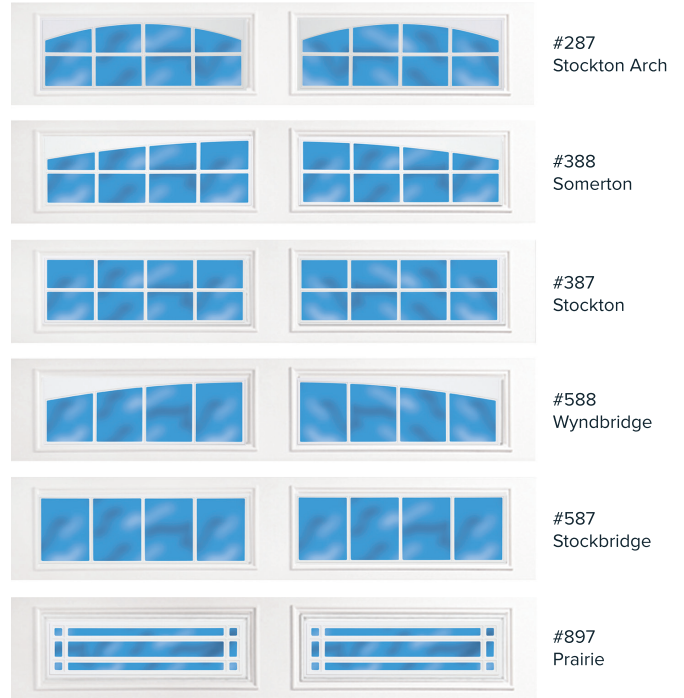 #287
Stockton Arch
#388
Somerton
#387
Stockton
#588
Wyndbridge
#587
Stockbridge
#897
Prairie